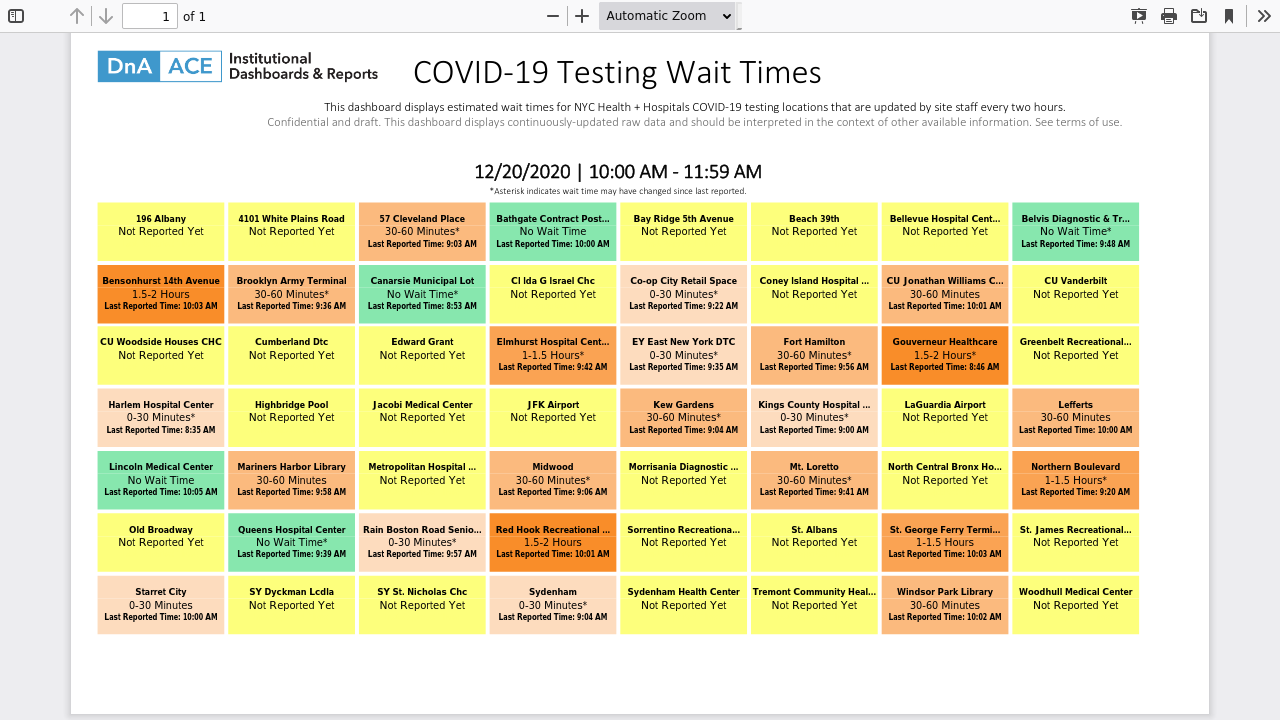 1 of 1
Automatic Zoom
DnA ACE Institutional
Dashboards & Reports
COVID-19 Testing Wait Times
This dashboard displays estimated wait times for NYC Health + Hospitals COVID-19 testing locations that are updated by site staff every two hours.
Confidential and draft. This dashboard displays continuously-updated raw data and should be interpreted in the context of other available information. See terms of use.
12/20/2020 | 10:00 AM - 11:59 AM
*Asterisk indicates wait time may have changed since last reported.
196 Albany
Not Reported Yet
4101 White Plains Road
Not Reported Yet
57 Cleveland Place
30-60 Minutes*
Last Reported Time: 9:03 AM
Bathgate Contract Post...
No Wait Time
Last Reported Time: 10:00 AM
Bay Ridge 5th Avenue
Not Reported Yet
Beach 39th
Not Reported Yet
Bellevue Hospital Cent...
Not Reported Yet
Belvis Diagnostic & Tr...
No Wait Time*
Last Reported Time: 9:48 AM
Bensonhurst 14th Avenue
1.5-2 Hours
Last Reported Time: 10:03 AM
Brooklyn Army Terminal
30-60 Minutes*
Last Reported Time: 9:36 AM
Canarsie Municipal Lot
No Wait Time*
Last Reported Time: 8:53 AM
Cl Ida G Israel Chc
Not Reported Yet
Co-op City Retail Space
0-30 Minutes*
Last Reported Time: 9:22 AM
Coney Island Hospital ...
Not Reported Yet
CU Jonathan Williams C...
30-60 Minutes
Last Reported Time: 10:01 AM
CU Vanderbilt
Not Reported Yet
CU Woodside Houses CHC
Not Reported Yet
Cumberland Dtc
Not Reported Yet
Edward Grant
Not Reported Yet
Elmhurst Hospital Cent...
1-1.5 Hours*
Last Reported Time: 9:42 AM
EY East New York DTC
0-30 Minutes*
Last Reported Time: 9:35 AM
Fort Hamilton
30-60 Minutes*
Last Reported Time: 9:56 AM
Gouverneur Healthcare
1.5-2 Hours*
Last Reported Time: 8:46 AM
Greenbelt Recreational...
Not Reported Yet
Harlem Hospital Center
0-30 Minutes*
Last Reported Time: 8:35 AM
Highbridge Pool
Not Reported Yet
Jacobi Medical Center
Not Reported Yet
JFK Airport
Not Reported Yet
Kew Gardens
30-60 Minutes*
Last Reported Time: 9:04 AM
Kings County Hospital ...
0-30 Minutes*
Last Reported Time: 9:00 AM
LaGuardia Airport
Not Reported Yet
Lefferts
30-60 Minutes
Last Reported Time: 10:00 AM
Lincoln Medical Center
No Wait Time
Last Reported Time: 10:05 AM
Mariners Harbor Library
30-60 Minutes
Last Reported Time: 9:58 AM
Metropolitan Hospital ...
Not Reported Yet
Midwood
30-60 Minutes*
Last Reported Time: 9:06 AM
Morrisania Diagnostic ...
Not Reported Yet
Mt. Loretto
30-60 Minutes*
Last Reported Time: 9:41 AM
North Central Bronx Ho...
Not Reported Yet
Northern Boulevard
1-1.5 Hours*
Last Reported Time: 9:20 AM
Old Broadway
Not Reported Yet
Queens Hospital Center
No Wait Time*
Last Reported Time: 9:39 AM
Rain Boston Road Senio...
0-30 Minutes*
Last Reported Time: 9:57 AM
Red Hook Recreational ...
1.5-2 Hours
Last Reported Time: 10:01 AM
Sorrentino Recreationa...
Not Reported Yet
St. Albans
Not Reported Yet
St. George Ferry Termi...
1-1.5 Hours
Last Reported Time: 10:03 AM
St. James Recreational...
Not Reported Yet
Starret City
0-30 Minutes
Last Reported Time: 10:00 AM
SY Dyckman Lcdla
Not Reported Yet
SY St. Nicholas Chc
Not Reported Yet
Sydenham
0-30 Minutes*
Last Reported Time: 9:04 AM
Sydenham Health Center
Not Reported Yet
Tremont Community Heal...
Not Reported Yet
Windsor Park Library
30-60 Minutes
Last Reported Time: 10:02 AM
Woodhull Medical Center
Not Reported Yet